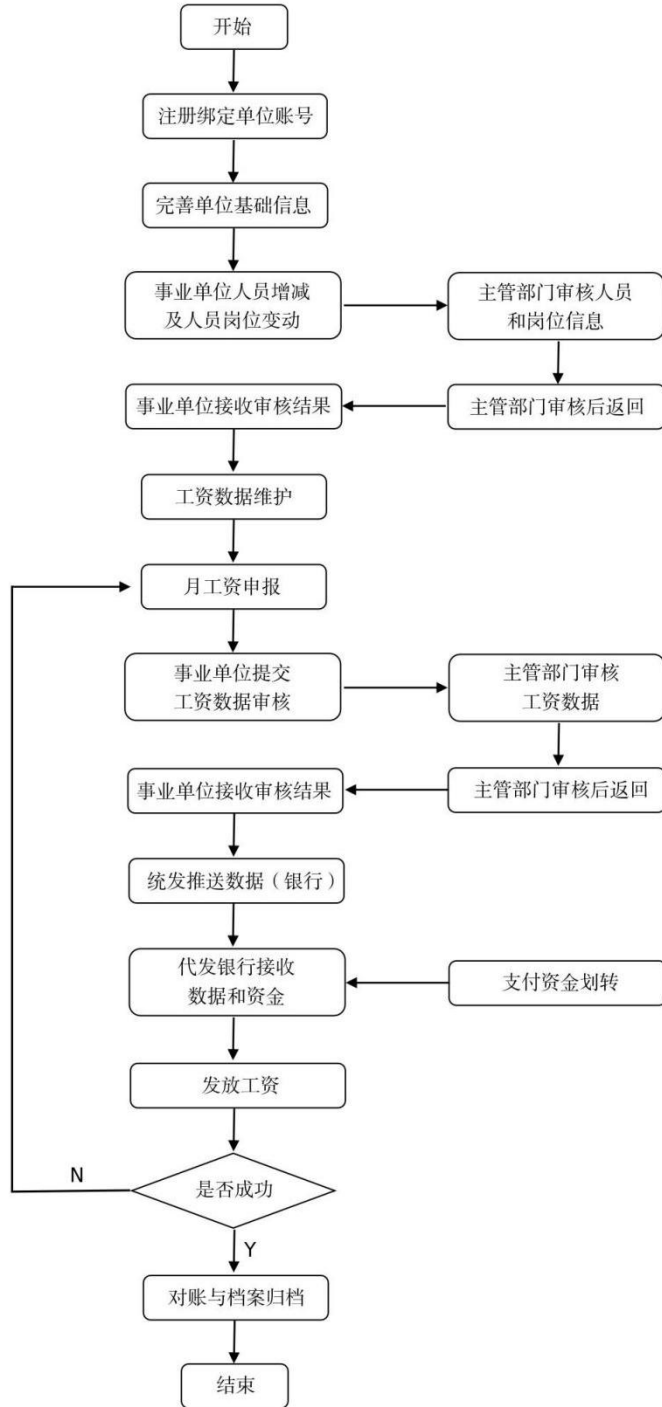 开始
注册绑定单位账号
完善单位基础信息
事业单位人员增减
及人员岗位变动
主管部门审核人员
和岗位信息
事业单位接收审核结果
主管部门审核后返回
工资数据维护
月工资申报
事业单位提交
工资数据审核
主管部门审核
工资数据
事业单位接收审核结果
主管部门审核后返回
统发推送数据（银行）
代发银行接收
数据和资金
支付资金划转
发放工资
N
是否成功
Y
对账与档案归档
结束